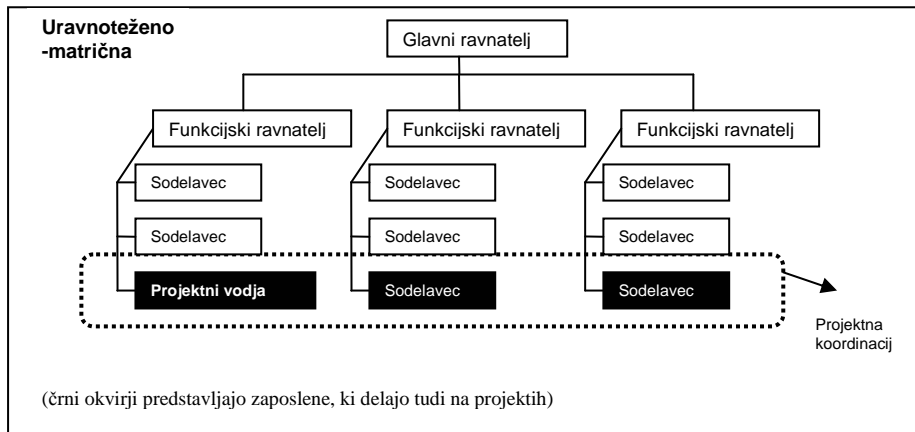 Uravnoteženo
-matrična
Glavni ravnatelj
Funkcijski ravnatelj
Funkcijski ravnatelj
Funkcijski ravnatelj
Sodelavec
Sodelavec
Sodelavec
Sodelavec
Sodelavec
Sodelavec
Projektni vodja
Sodelavec
Sodelavec
Projektna
koordinacij
(črni okvirji predstavljajo zaposlene, ki delajo tudi na projektih)